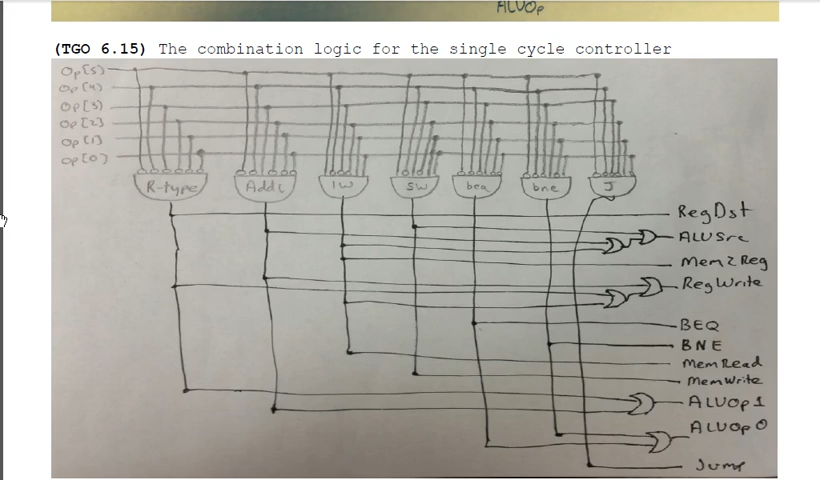 ALUOp
(TGO 6.15) The combination logic for the single cycle controller
Op[5]
Op[4]
Op[3]
Op[2]
Op[1]
Op[0]
R-type Addi lw sw beq bne J
RegDst
ALUSrc
Mem2Reg
RegWrite
BEQ
BNE
MemRead
MemWrite
ALUOp1
ALUOp0
Jump